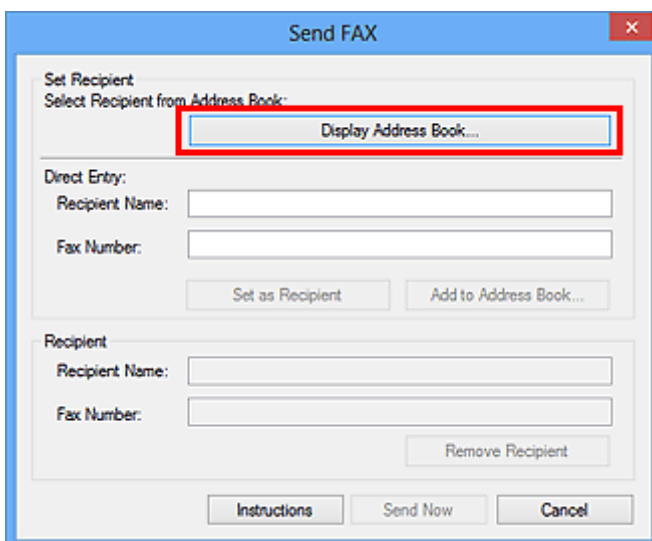 Send FAX
Set Recipient
Select Recipient from Address Book:
Display Address Book...
Direct Entry:
Recipient Name:
Fax Number:
Set as Recipient Add to Address Book...
Recipient
Recipient Name:
Fax Number:
Remove Recipient
Instructions Send Now Cancel